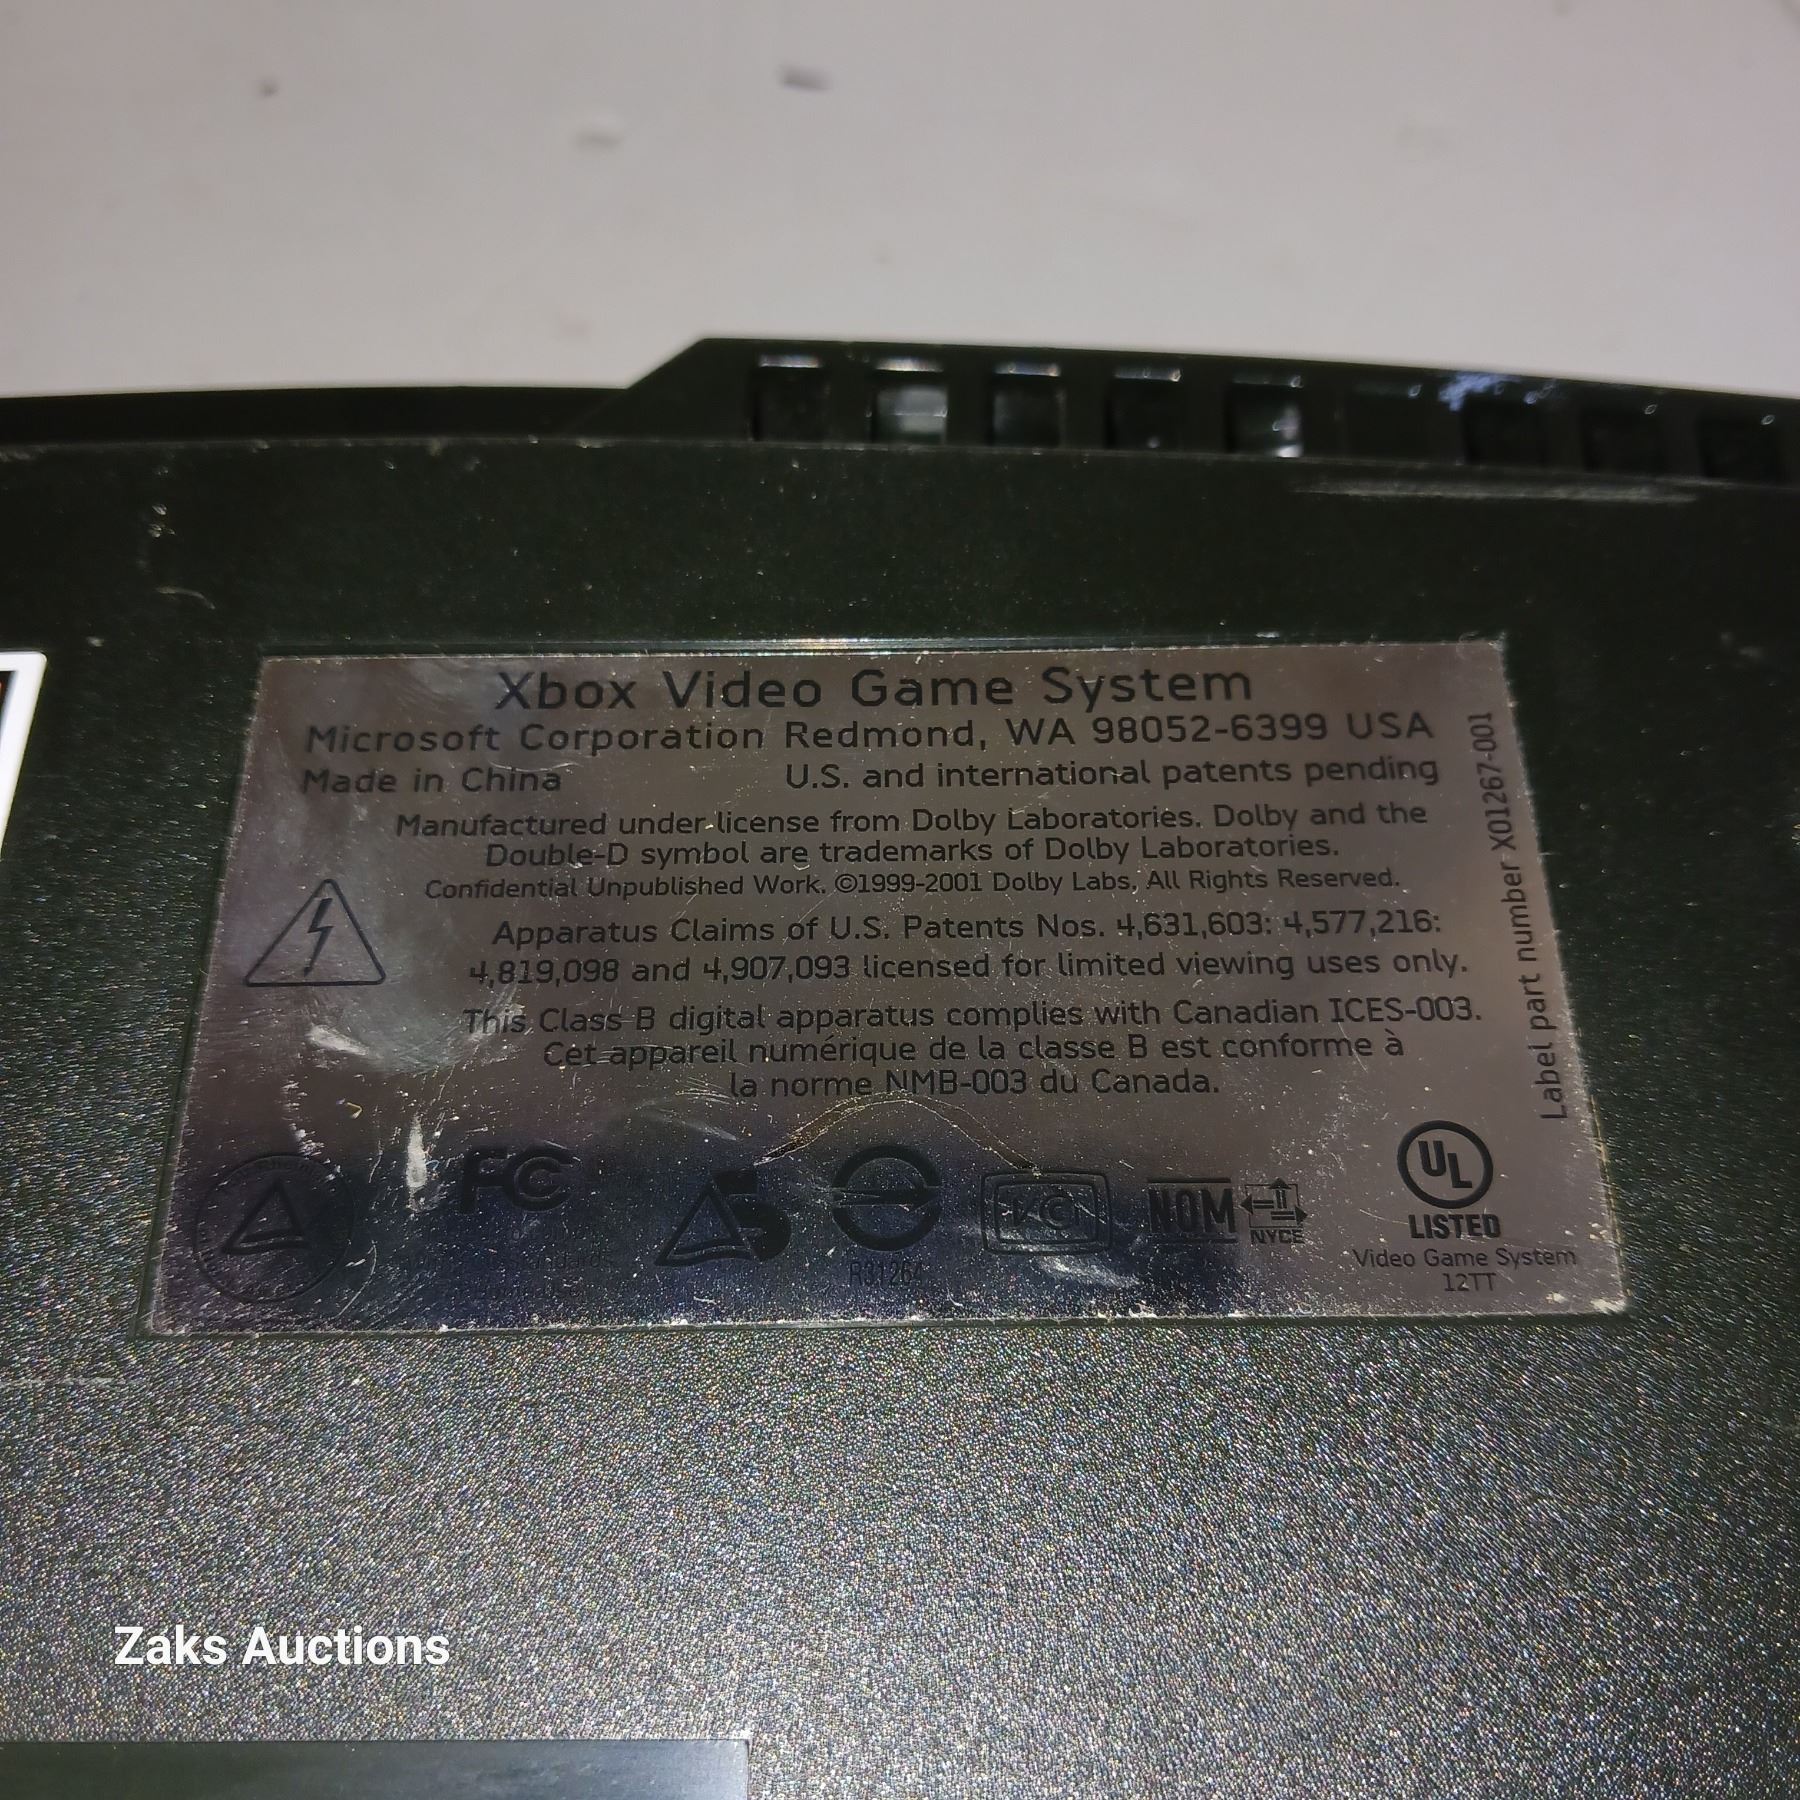 Xbox Video Game System
Microsoft Corporation Redmond, WA 98052-6399 USA
Made in China U.S. and international patents pending
Manufactured under license from Dolby Laboratories. Dolby and the
Double-D symbol are trademarks of Dolby Laboratories.
Confidential Unpublished Work. ©1999-2001 Dolby Labs, All Rights Reserved.
Apparatus Claims of U.S. Patents Nos. 4,631,603: 4,577,216:
4,819,098 and 4,907,093 licensed for limited viewing uses only.
This Class B digital apparatus complies with Canadian ICES-003.
Cet appareil numérique de la classe B est conforme à
la norme NMB-003 du Canada.
Label part number X01267-001
FC
NOM
NYCE
UL
LISTED
Video Game System
12TT
R91264
Zaks Auctions